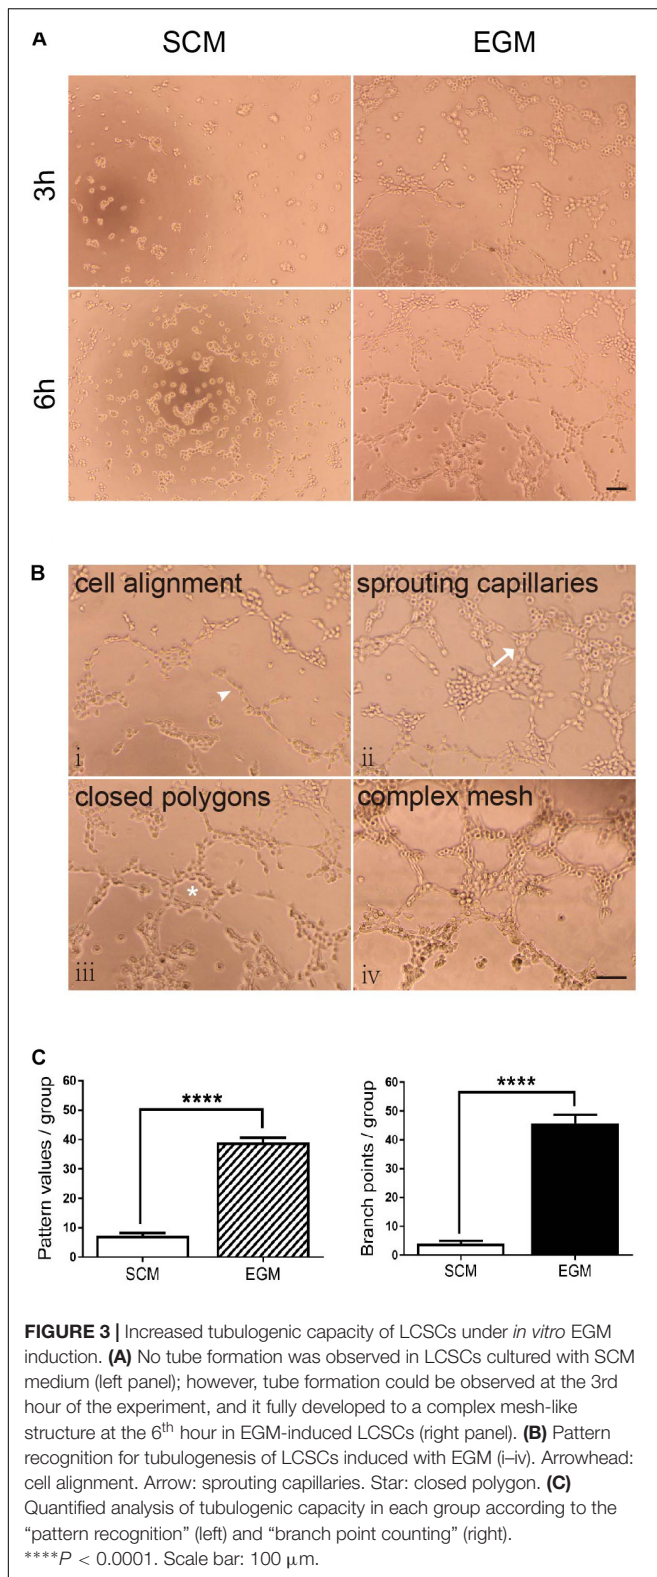 A
SCM
EGM
3h
6h
B
cell alignment
sprouting capillaries
i
ii
closed polygons
complex mesh
*
iii
iv
C
Pattern values / group
60
50
40
30
20
10
0
****
SCM
EGM
Branch points / group
60
50
40
30
20
10
0
****
SCM
EGM
FIGURE 3 | Increased tubulogenic capacity of LCSCs under in vitro EGM
induction. (A) No tube formation was observed in LCSCs cultured with SCM
medium (left panel); however, tube formation could be observed at the 3rd
hour of the experiment, and it fully developed to a complex mesh-like
structure at the 6th hour in EGM-induced LCSCs (right panel). (B) Pattern
recognition for tubulogenesis of LCSCs induced with EGM (i–iv). Arrowhead:
cell alignment. Arrow: sprouting capillaries. Star: closed polygon. (C)
Quantified analysis of tubulogenic capacity in each group according to the
“pattern recognition” (left) and “branch point counting” (right).
****P < 0.0001. Scale bar: 100 μm.